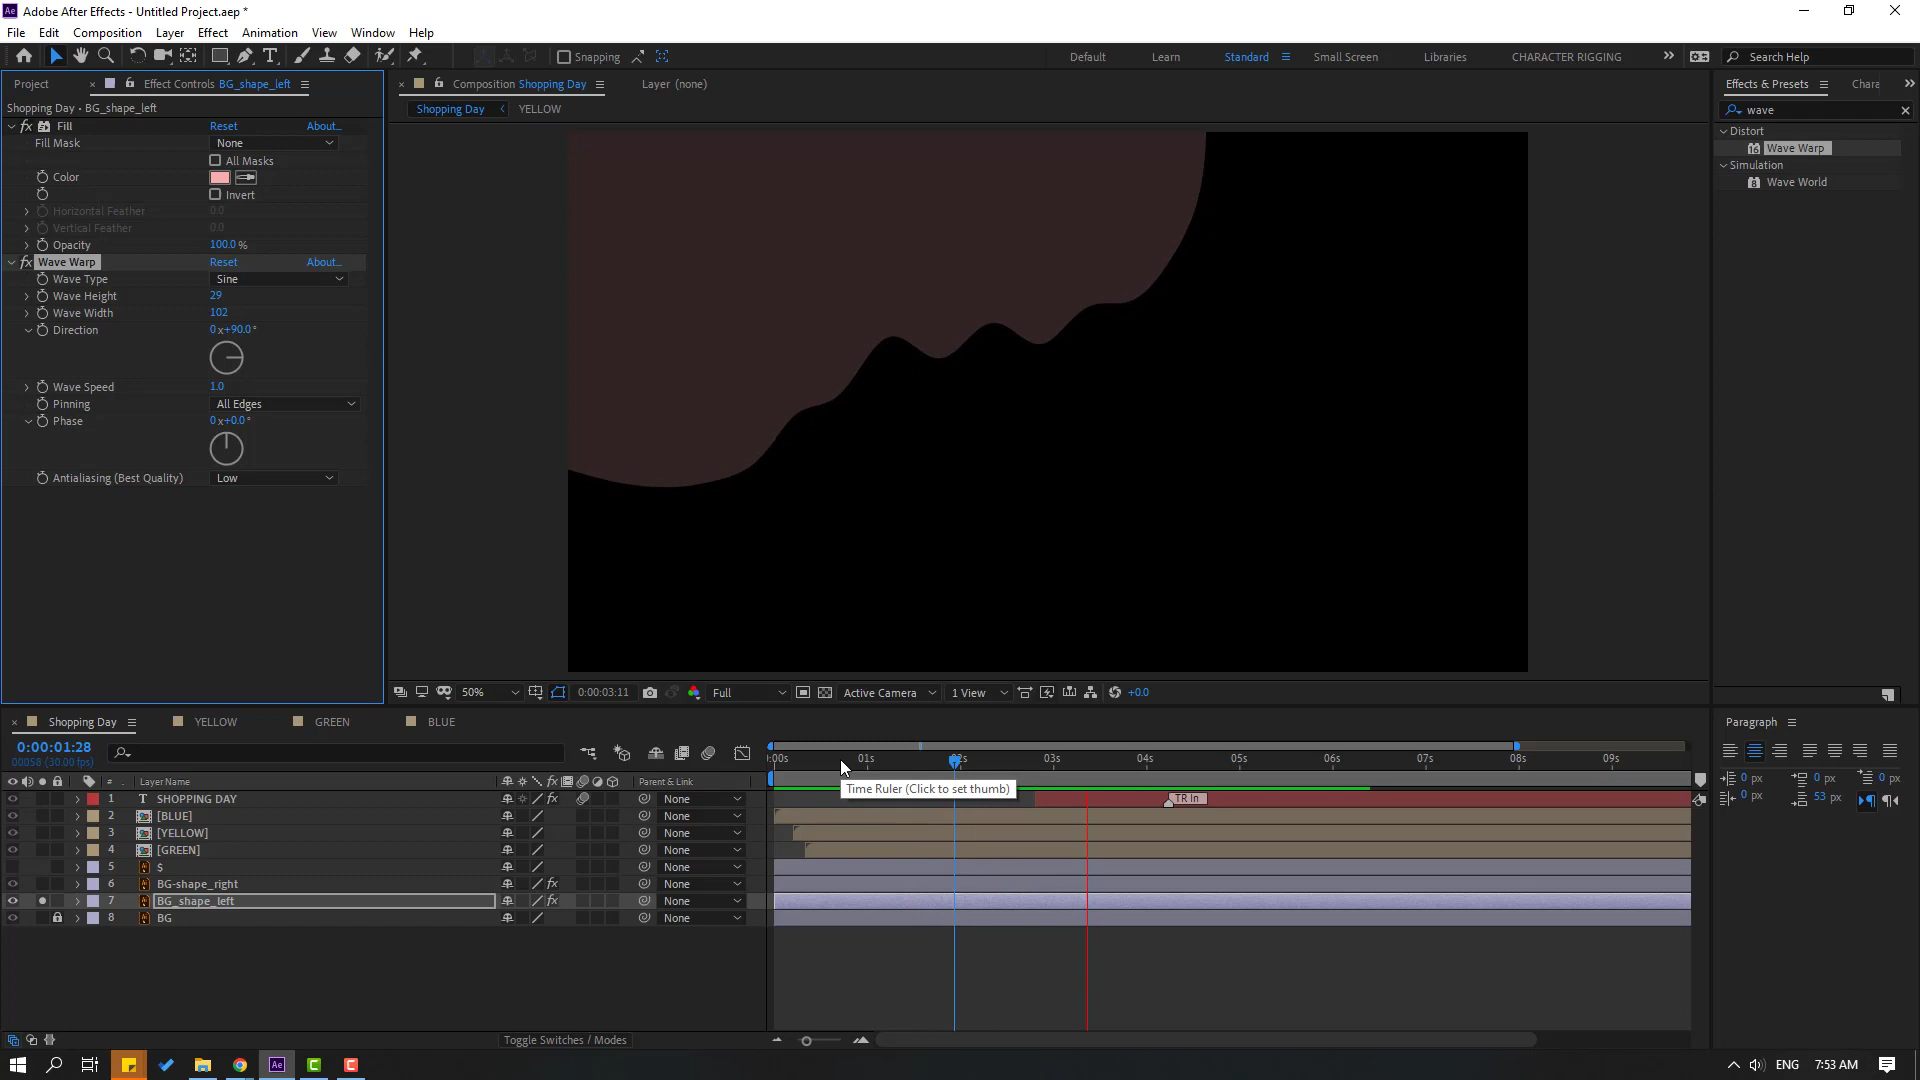 Adobe After Effects - Untitled Project.aep *
File Edit Composition Layer Effect Animation View Window Help
Snapping
Default Learn Standard Small Screen Libraries CHARACTER RIGGING
Search Help
Project Effect Controls BG_shape_left
Composition Shopping Day Layer (none)
Effects & Presets Chara
Shopping Day • BG_shape_left
Shopping Day YELLOW
wave
Fill Reset About...
Distort
Fill Mask None
Wave Warp
All Masks
Simulation
Color
Wave World
Invert
Horizontal Feather 0.0
Vertical Feather 0.0
Opacity 100.0 %
Wave Warp Reset About...
Wave Type Sine
Wave Height 29
Wave Width 102
Direction 0 x+90.0 °
Wave Speed 1.0
Pinning All Edges
Phase 0 x+0.0 °
Antialiasing (Best Quality) Low
50% 0:00:03:11 Full Active Camera 1 View +0.0
Shopping Day YELLOW GREEN BLUE
Paragraph
0:00:01:28
00058 (30.00 fps)
:00s 01s 02s 03s 04s 05s 06s 07s 08s 09s
# Layer Name Parent & Link
Time Ruler (Click to set thumb)
0 px 0 px 0 px
0 px 53 px
1 T SHOPPING DAY fx None TR In
2 [BLUE] None
3 [YELLOW] None
4 [GREEN] None
5 $ None
6 BG-shape_right fx None
7 BG_shape_left fx None
8 BG None
Toggle Switches / Modes
ENG 7:53 AM